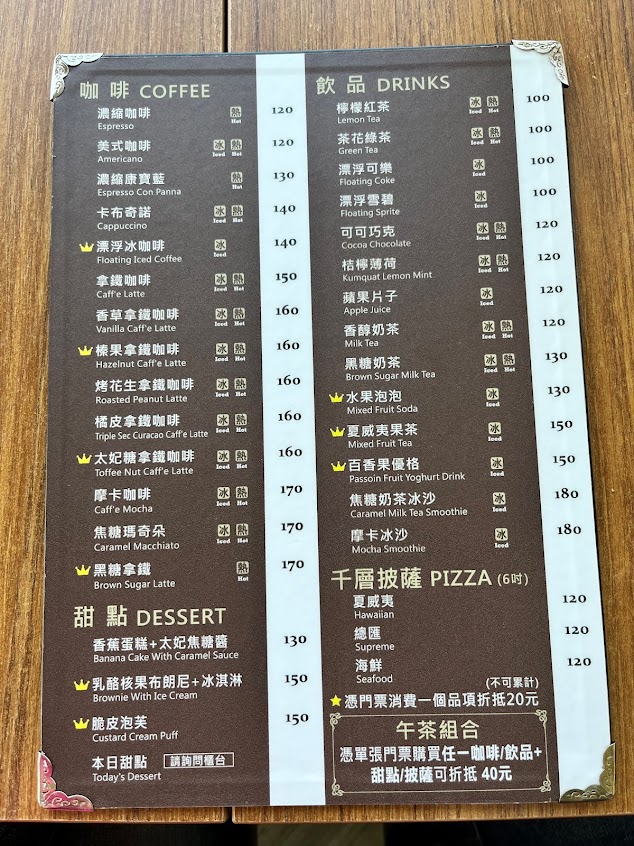 咖啡 COFFEE
濃縮咖啡 熱 120
Espresso Hot
美式咖啡 冰 熱 120
Americano Iced Hot
濃縮康寶藍 熱 130
Espresso Con Panna Hot
卡布奇諾 冰 熱 140
Cappuccino Iced Hot
漂浮冰咖啡 冰 140
Floating Iced Coffee Iced
拿鐵咖啡 冰 熱 150
Caff'e Latte Iced Hot
香草拿鐵咖啡 冰 熱 160
Vanilla Caff'e Latte Iced Hot
榛果拿鐵咖啡 冰 熱 160
Hazelnut Caff'e Latte Iced Hot
烤花生拿鐵咖啡 冰 熱 160
Roasted Peanut Latte Iced Hot
橘皮拿鐵咖啡 冰 熱 160
Triple Sec Curacao Caff'e Latte Iced Hot
太妃糖拿鐵咖啡 冰 熱 160
Toffee Nut Caff'e Latte Iced Hot
摩卡咖啡 冰 熱 170
Caff'e Mocha Iced Hot
焦糖瑪奇朵 冰 熱 170
Caramel Macchiato Iced Hot
黑糖拿鐵 熱 170
Brown Sugar Latte Hot
甜點 DESSERT
香蕉蛋糕+太妃焦糖醬 130
Banana Cake With Caramel Sauce
乳酪核果布朗尼+冰淇淋 150
Brownie With Ice Cream
脆皮泡芙 150
Custard Cream Puff
本日甜點 請詢問櫃台
Today's Dessert
飲品 DRINKS
檸檬紅茶 冰 熱 100
Lemon Tea Iced Hot
茶花綠茶 冰 熱 100
Green Tea Iced Hot
漂浮可樂 冰 100
Floating Coke Iced
漂浮雪碧 冰 100
Floating Sprite Iced
可可巧克 冰 熱 120
Cocoa Chocolate Iced Hot
桔檸薄荷 冰 熱 120
Kumquat Lemon Mint Iced Hot
蘋果片子 冰 120
Apple Juice Iced
香醇奶茶 冰 熱 120
Milk Tea Iced Hot
黑糖奶茶 冰 熱 130
Brown Sugar Milk Tea Iced Hot
水果泡泡 冰 130
Mixed Fruit Soda Iced
夏威夷果茶 冰 150
Mixed Fruit Tea Iced
百香果優格 冰 150
Passoin Fruit Yoghurt Drink Iced
焦糖奶茶冰沙 冰 180
Caramel Milk Tea Smoothie Iced
摩卡冰沙 冰 180
Mocha Smoothie Iced
千層披薩 PIZZA (6吋)
夏威夷 120
Hawaiian
總匯 120
Supreme
海鮮 120
Seafood
(不可累計)
憑門票消費一個品項折抵20元
午茶組合
憑單張門票購買任一咖啡/飲品+
甜點/披薩可折抵 40元